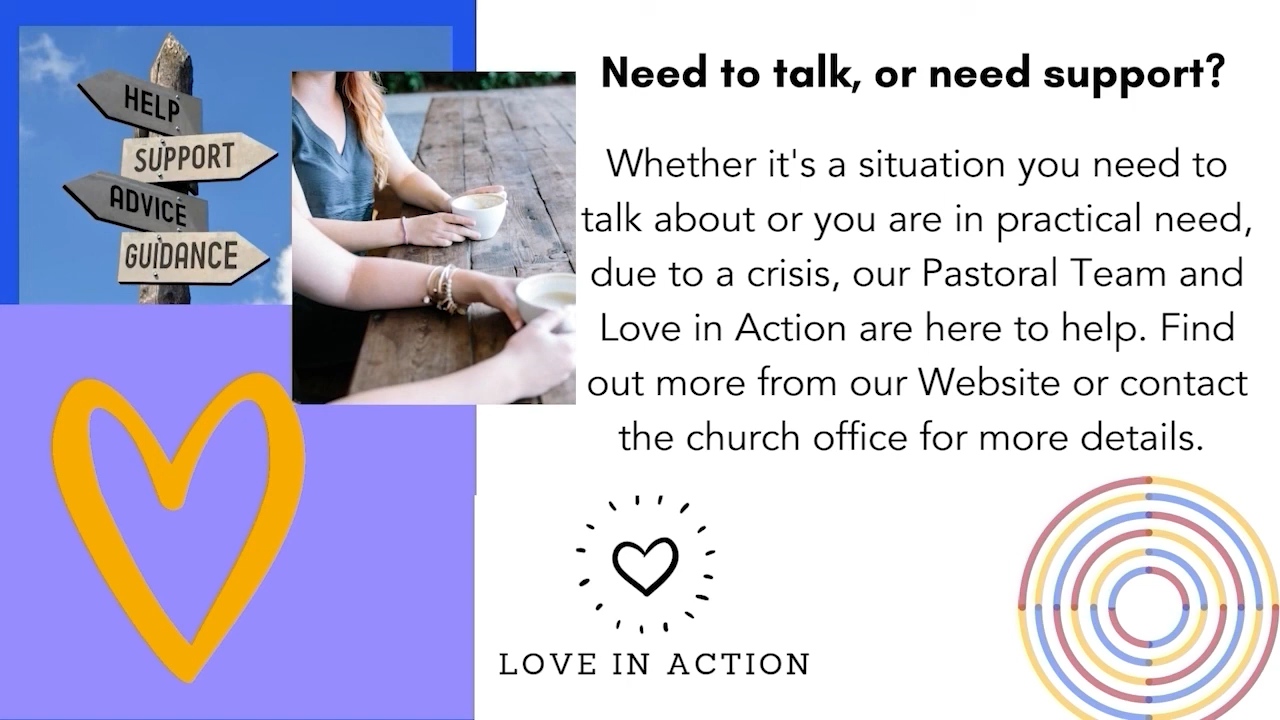 HELP
SUPPORT
ADVICE
GUIDANCE
Need to talk, or need support?
Whether it's a situation you need to
talk about or you are in practical need,
due to a crisis, our Pastoral Team and
Love in Action are here to help. Find
out more from our Website or contact
the church office for more details.
LOVE IN ACTION